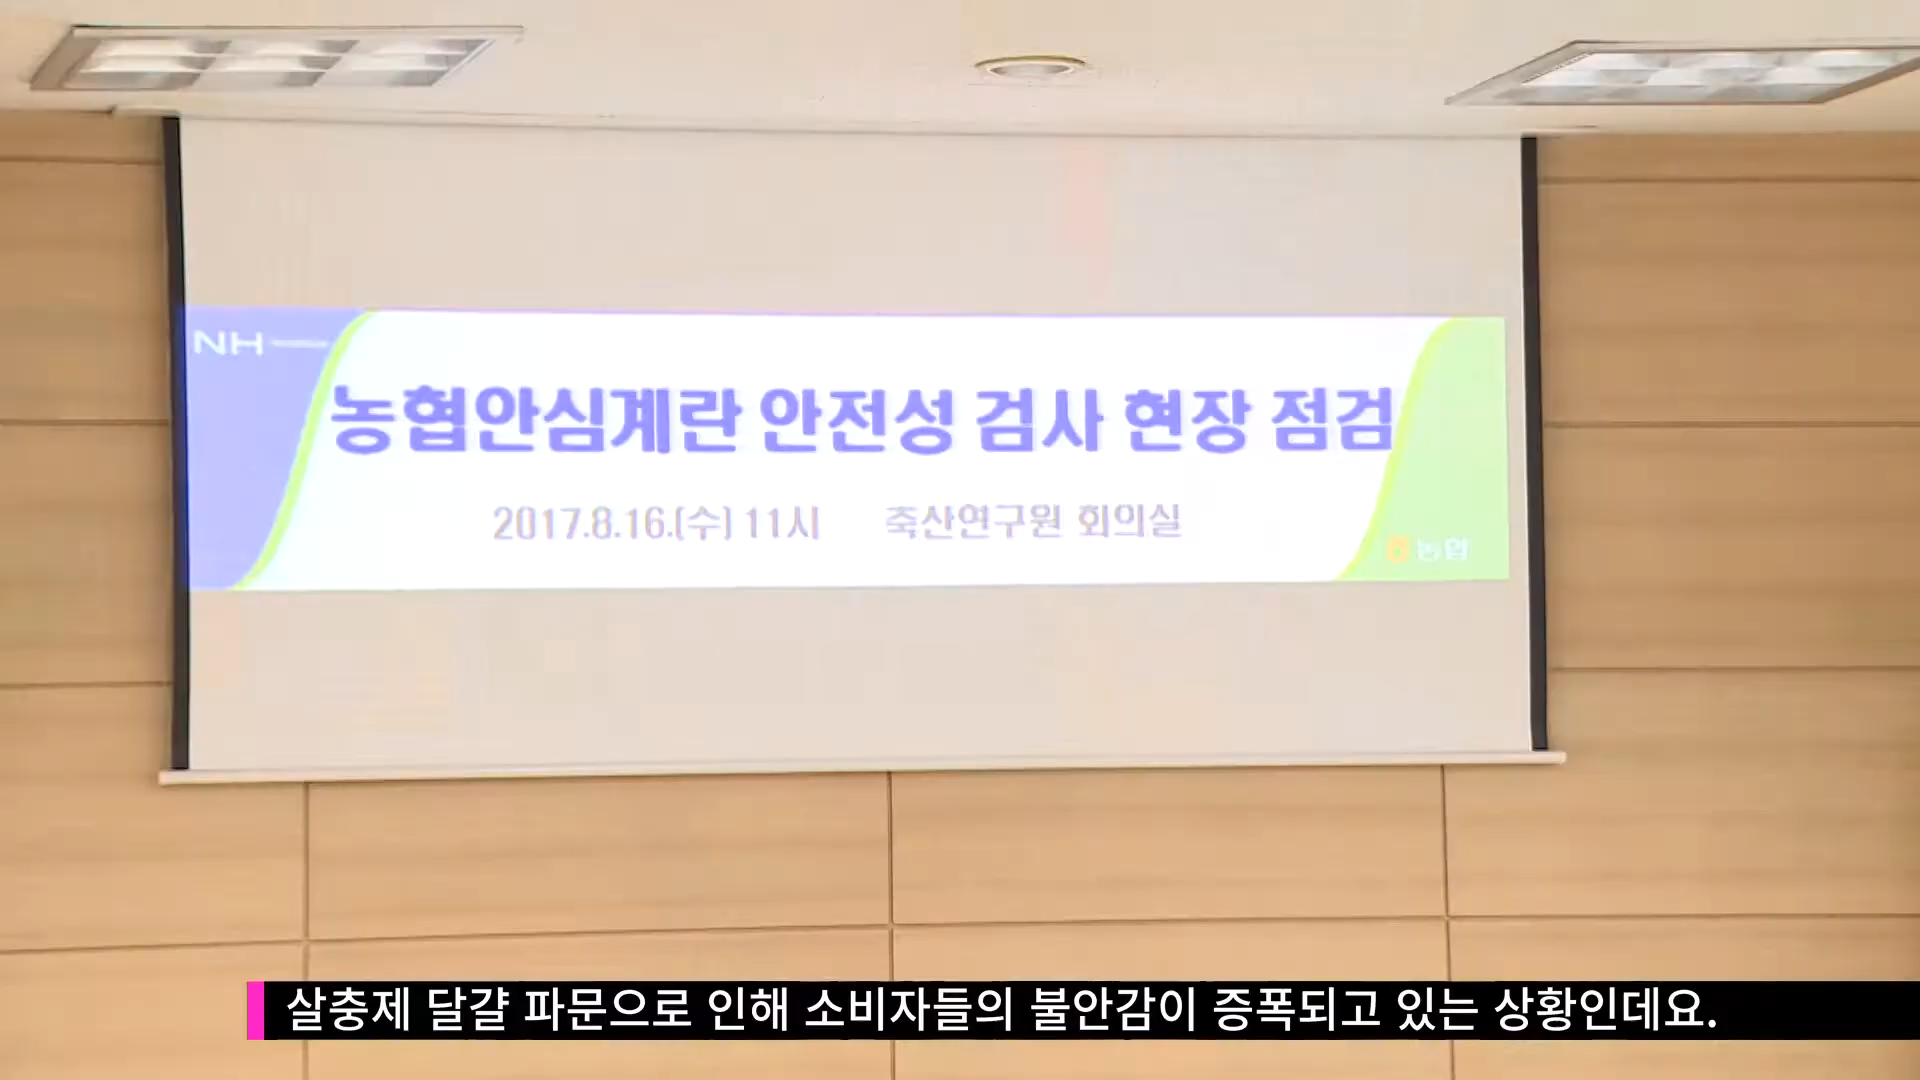 NH
농협안심계란 안전성 검사 현장 점검
2017.8.16.(수) 11시 축산연구원 회의실
농협
살충제 달걀 파문으로 인해 소비자들의 불안감이 증폭되고 있는 상황인데요.